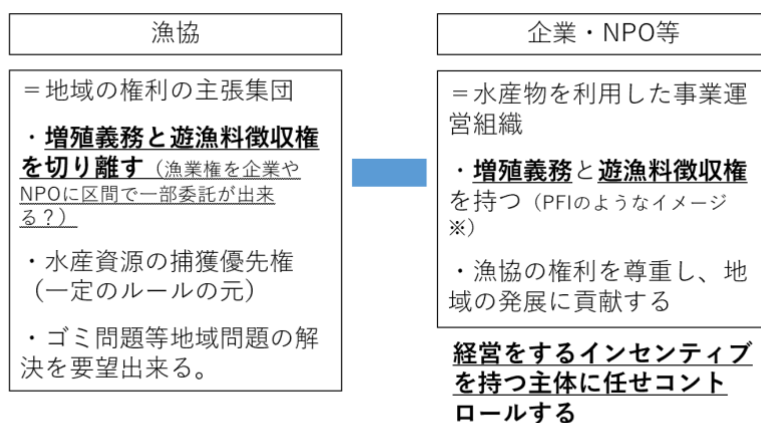 漁協
＝地域の権利の主張集団
・増殖義務と遊漁料徴収権
を切り離す（漁業権を企業や
NPOに区間で一部委託が出来
る？）
・水産資源の捕獲優先権
（一定のルールの元）
・ゴミ問題等地域問題の解
決を要望出来る。
企業・NPO等
＝水産物を利用した事業運
営組織
・増殖義務と遊漁料徴収権
を持つ（PFIのようなイメージ
※）
・漁協の権利を尊重し、地
域の発展に貢献する
経営をするインセンティブ
を持つ主体に任せコント
ロールする